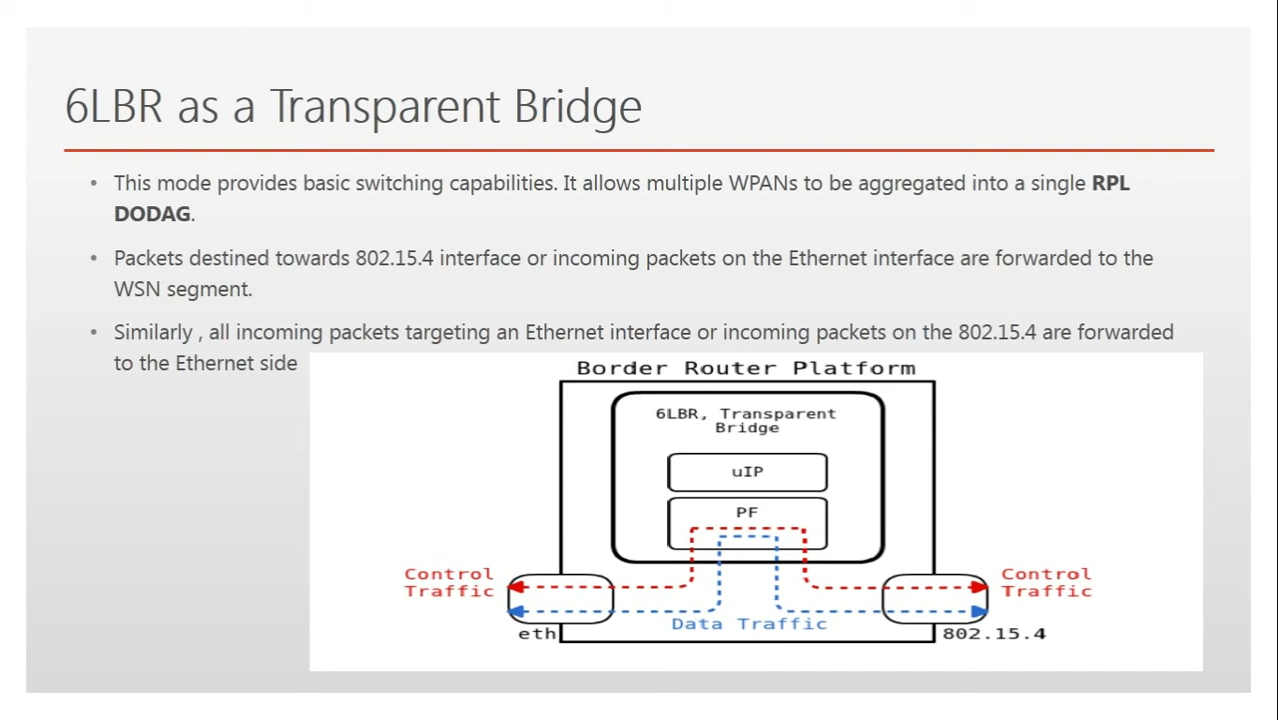 6LBR as a Transparent Bridge
• This mode provides basic switching capabilities. It allows multiple WPANs to be aggregated into a single RPL
DODAG.
• Packets destined towards 802.15.4 interface or incoming packets on the Ethernet interface are forwarded to the
WSN segment.
• Similarly , all incoming packets targeting an Ethernet interface or incoming packets on the 802.15.4 are forwarded
to the Ethernet side
Border Router Platform
6LBR, Transparent
Bridge
uIP
PF
Control
Traffic
Control
Traffic
Data Traffic
eth
802.15.4